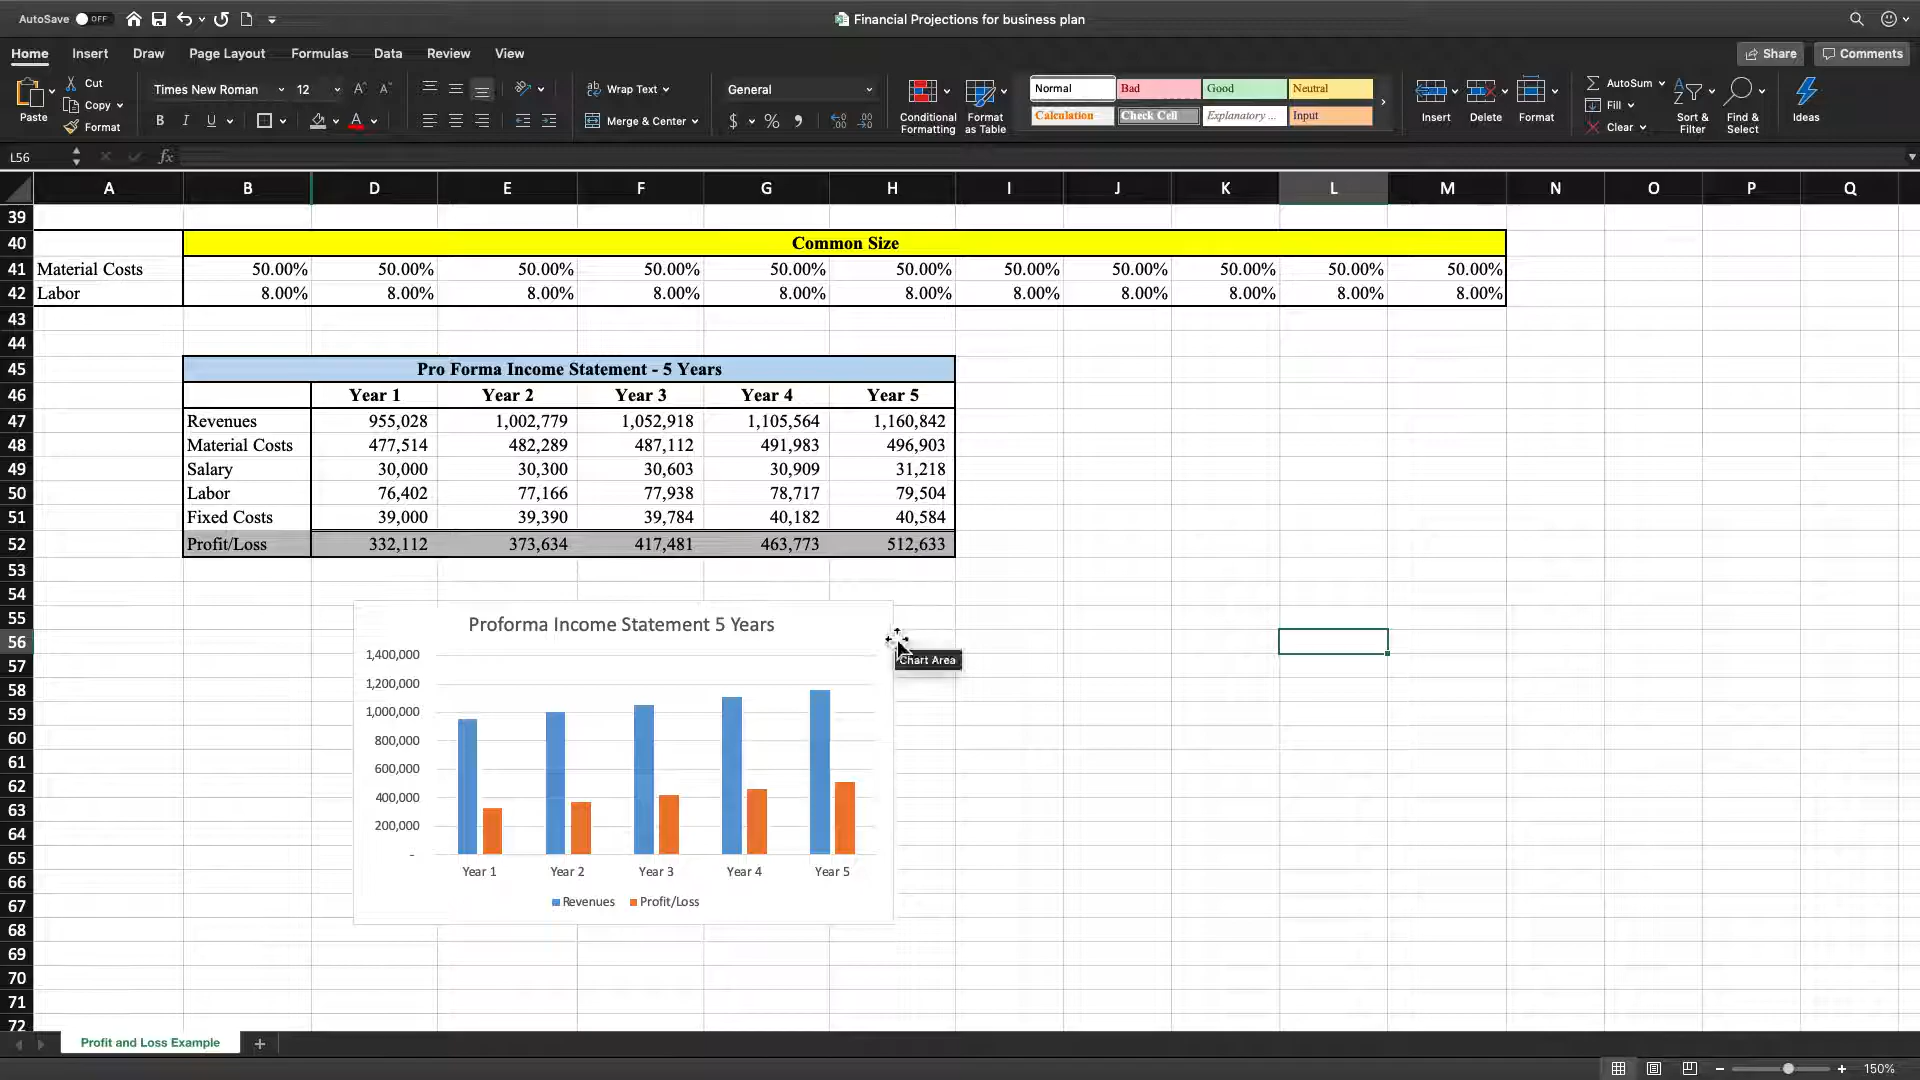 AutoSave OFF
Financial Projections for business plan
Home Insert Draw Page Layout Formulas Data Review View
Share Comments
Paste
Cut
Copy
Format
Times New Roman 12
B I U
Wrap Text
Merge & Center
General
$ % 9
Conditional Formatting
Format as Table
Normal Bad Good Neutral
Calculation Check Cell Explanatory ... Input
Insert Delete Format
AutoSum
Fill
Clear
Sort & Filter
Find & Select
Ideas
L56 fx
A B D E F G H I J K L M N O P Q
39
40 Common Size
41 Material Costs 50.00% 50.00% 50.00% 50.00% 50.00% 50.00% 50.00% 50.00% 50.00% 50.00% 50.00%
42 Labor 8.00% 8.00% 8.00% 8.00% 8.00% 8.00% 8.00% 8.00% 8.00% 8.00% 8.00%
43
44
45 Pro Forma Income Statement - 5 Years
46 Year 1 Year 2 Year 3 Year 4 Year 5
47 Revenues 955,028 1,002,779 1,052,918 1,105,564 1,160,842
48 Material Costs 477,514 482,289 487,112 491,983 496,903
49 Salary 30,000 30,300 30,603 30,909 31,218
50 Labor 76,402 77,166 77,938 78,717 79,504
51 Fixed Costs 39,000 39,390 39,784 40,182 40,584
52 Profit/Loss 332,112 373,634 417,481 463,773 512,633
53
54
55
56
57
58
59
60
61
62
63
64
65
66
67
68
69
70
71
72
Proforma Income Statement 5 Years
Chart Area
1,400,000
1,200,000
1,000,000
800,000
600,000
400,000
200,000
-
Year 1 Year 2 Year 3 Year 4 Year 5
Revenues Profit/Loss
Profit and Loss Example +
150%